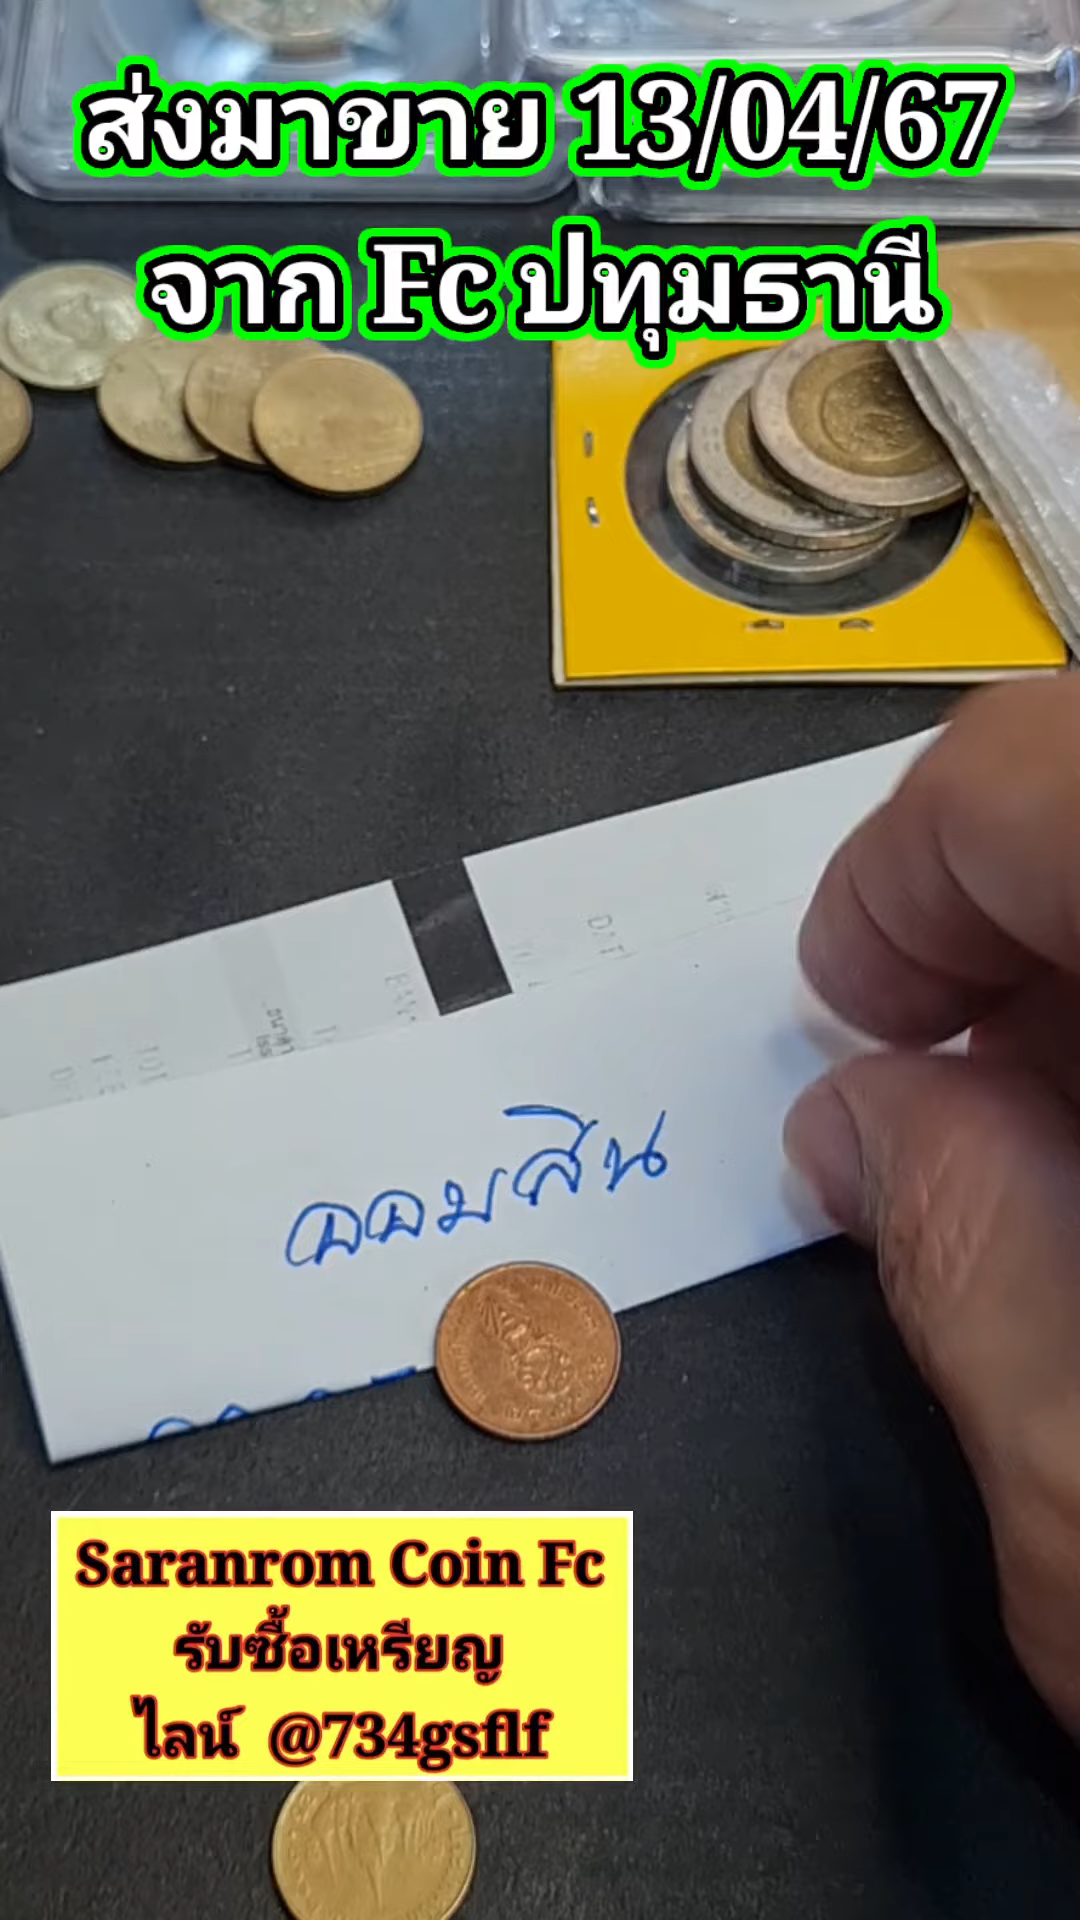 ส่งมาขาย 13/04/67
จาก Fc ปทุมธานี
ออมสิน
Saranrom Coin Fc
รับซื้อเหรียญ
ไลน์ @734gsflf